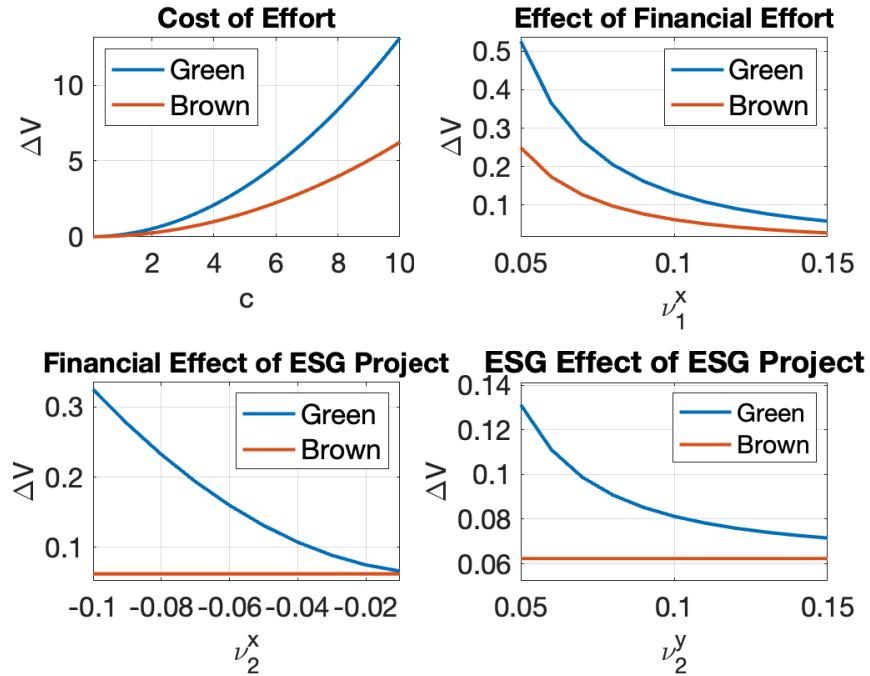 Cost of Effort
ΔV
10
5
0
Green
Brown
2 4 6 8 10
c
Effect of Financial Effort
ΔV
0.5
0.4
0.3
0.2
0.1
Green
Brown
0.05 0.1 0.15
ν₁ˣ
Financial Effect of ESG Project
ΔV
0.3
0.2
0.1
Green
Brown
-0.1 -0.08 -0.06 -0.04 -0.02
ν₂ˣ
ESG Effect of ESG Project
ΔV
0.14
0.12
0.1
0.08
0.06
Green
Brown
0.05 0.1 0.15
ν₂ʸ